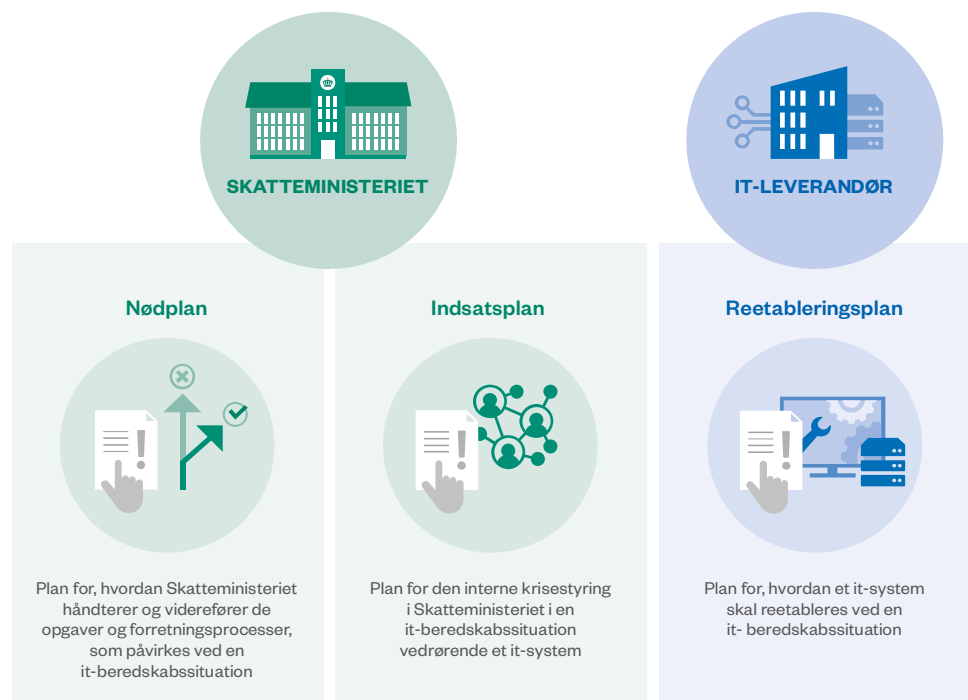 SKATTEMINISTERIET
IT-LEVERANDØR
Nødplan
Plan for, hvordan Skatteministeriet
håndterer og viderefører de
opgaver og forretningsprocesser,
som påvirkes ved en
it-beredskabssituation
Indsatsplan
Plan for den interne krisestyring
i Skatteministeriet i en
it-beredskabssituation
vedrørende et it-system
Reetableringsplan
Plan for, hvordan et it-system
skal reetableres ved en
it- beredskabssituation